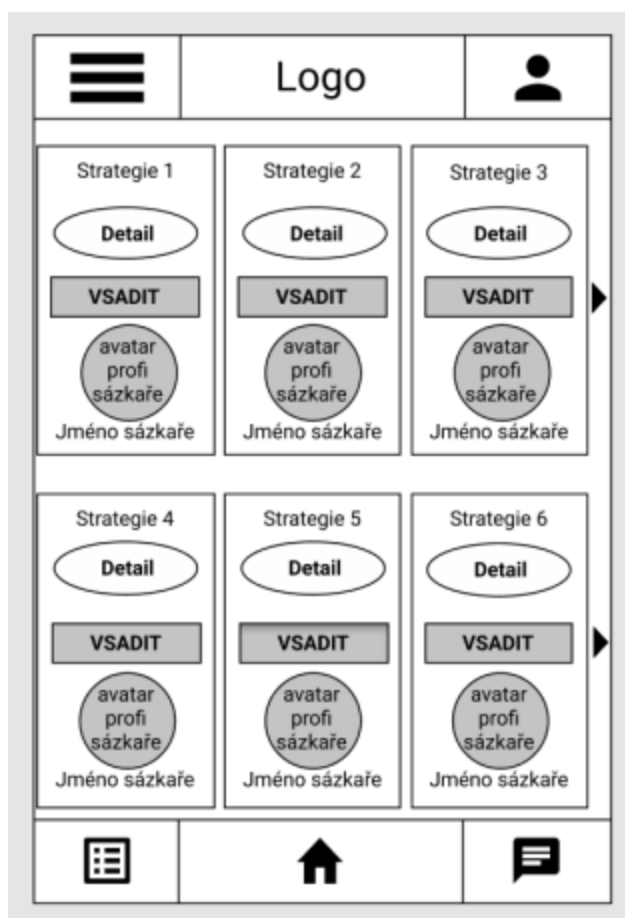 Logo
Strategie 1
Detail
VSADIT
avatar
profi
sázkaře
Jméno sázkaře
Strategie 2
Detail
VSADIT
avatar
profi
sázkaře
Jméno sázkaře
Strategie 3
Detail
VSADIT
avatar
profi
sázkaře
Jméno sázkaře
Strategie 4
Detail
VSADIT
avatar
profi
sázkaře
Jméno sázkaře
Strategie 5
Detail
VSADIT
avatar
profi
sázkaře
Jméno sázkaře
Strategie 6
Detail
VSADIT
avatar
profi
sázkaře
Jméno sázkaře